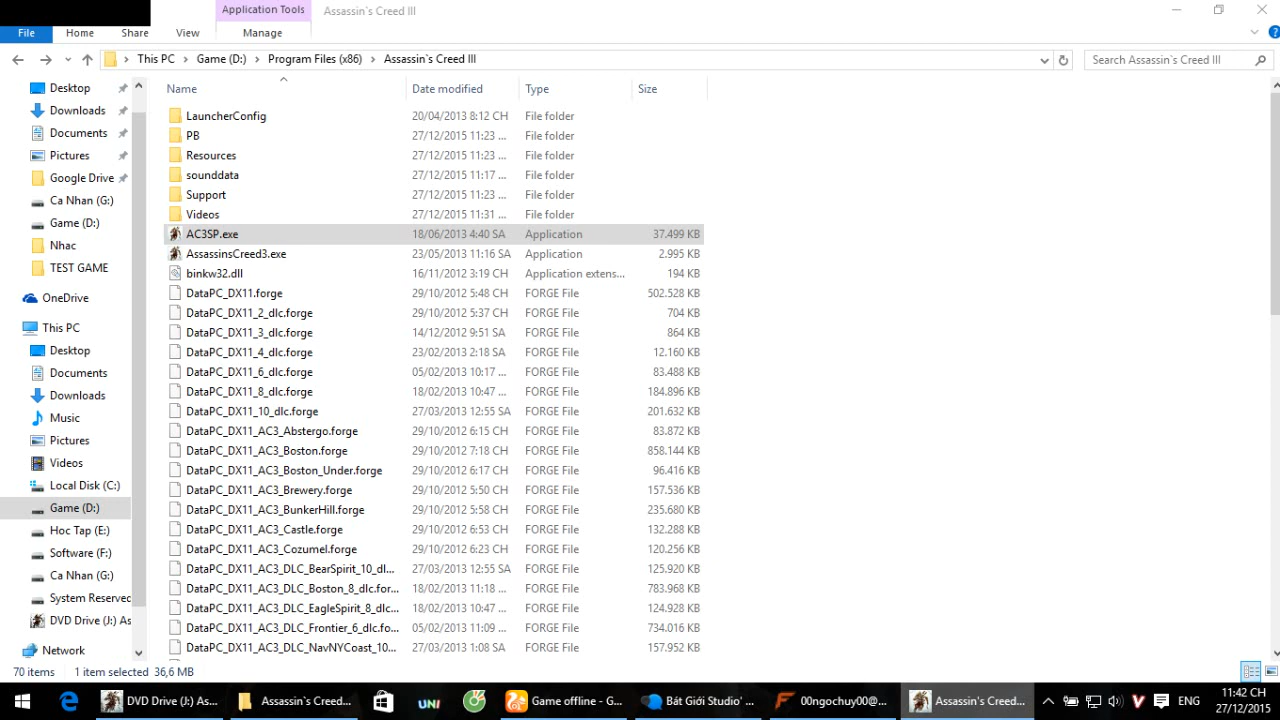 Application Tools Assassin`s Creed III
File Home Share View Manage
This PC Game (D:) Program Files (x86) Assassin`s Creed III Search Assassin`s Creed III
Name Date modified Type Size
Desktop
Downloads
Documents
Pictures
Google Drive
Ca Nhan (G:)
Game (D:)
Nhac
TEST GAME
OneDrive
This PC
Desktop
Documents
Downloads
Music
Pictures
Videos
Local Disk (C:)
Game (D:)
Hoc Tap (E:)
Software (F:)
Ca Nhan (G:)
System Reserved
DVD Drive (J:) As
Network
LauncherConfig 20/04/2013 8:12 CH File folder
PB 27/12/2015 11:23 ... File folder
Resources 27/12/2015 11:23 ... File folder
sounddata 27/12/2015 11:17 ... File folder
Support 27/12/2015 11:23 ... File folder
Videos 27/12/2015 11:31 ... File folder
AC3SP.exe 18/06/2013 4:40 SA Application 37.499 KB
AssassinsCreed3.exe 23/05/2013 11:16 SA Application 2.995 KB
binkw32.dll 16/11/2012 3:19 CH Application extens... 194 KB
DataPC_DX11.forge 29/10/2012 5:48 CH FORGE File 502.528 KB
DataPC_DX11_2_dlc.forge 29/10/2012 5:37 CH FORGE File 704 KB
DataPC_DX11_3_dlc.forge 14/12/2012 9:51 SA FORGE File 864 KB
DataPC_DX11_4_dlc.forge 23/02/2013 2:18 SA FORGE File 12.160 KB
DataPC_DX11_6_dlc.forge 05/02/2013 10:17 ... FORGE File 83.488 KB
DataPC_DX11_8_dlc.forge 18/02/2013 10:47 ... FORGE File 184.896 KB
DataPC_DX11_10_dlc.forge 27/03/2013 12:55 SA FORGE File 201.632 KB
DataPC_DX11_AC3_Abstergo.forge 29/10/2012 6:15 CH FORGE File 83.872 KB
DataPC_DX11_AC3_Boston.forge 29/10/2012 7:18 CH FORGE File 858.144 KB
DataPC_DX11_AC3_Boston_Under.forge 29/10/2012 6:17 CH FORGE File 96.416 KB
DataPC_DX11_AC3_Brewery.forge 29/10/2012 5:50 CH FORGE File 157.536 KB
DataPC_DX11_AC3_BunkerHill.forge 29/10/2012 5:58 CH FORGE File 235.680 KB
DataPC_DX11_AC3_Castle.forge 29/10/2012 6:53 CH FORGE File 132.288 KB
DataPC_DX11_AC3_Cozumel.forge 29/10/2012 6:23 CH FORGE File 120.256 KB
DataPC_DX11_AC3_DLC_BearSpirit_10_dl... 27/03/2013 12:55 SA FORGE File 125.920 KB
DataPC_DX11_AC3_DLC_Boston_8_dlc.for... 18/02/2013 11:18 ... FORGE File 783.968 KB
DataPC_DX11_AC3_DLC_EagleSpirit_8_dlc... 18/02/2013 10:47 ... FORGE File 124.928 KB
DataPC_DX11_AC3_DLC_Frontier_6_dlc.fo... 05/02/2013 11:09 ... FORGE File 734.016 KB
DataPC_DX11_AC3_DLC_NavNYCoast_10... 27/03/2013 1:08 SA FORGE File 157.952 KB
70 items 1 item selected 36,6 MB
DVD Drive (J:) As... Assassin`s Creed... UNI Game offline - G... Bát Giới Studio' ... 00ngochuy00@... Assassin's Creed... ENG 11:42 CH
27/12/2015